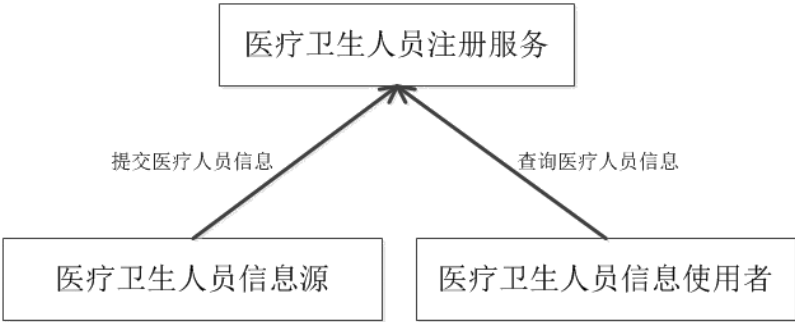 医疗卫生人员注册服务
提交医疗人员信息
查询医疗人员信息
医疗卫生人员信息源
医疗卫生人员信息使用者